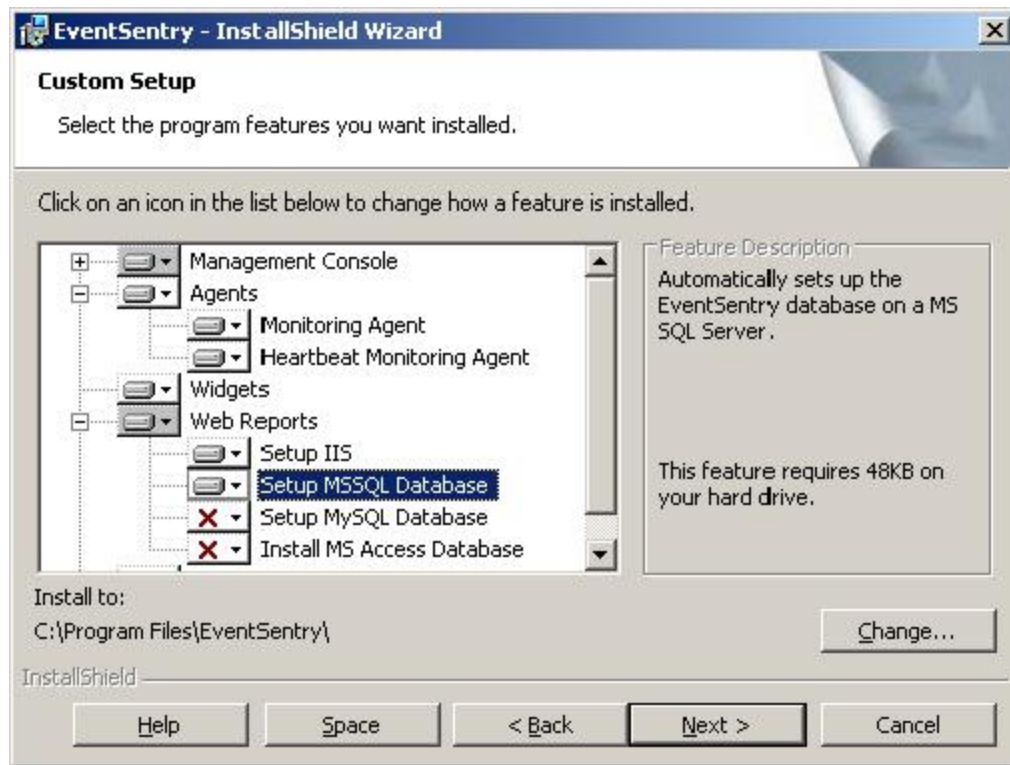 EventSentry - InstallShield Wizard
Custom Setup
Select the program features you want installed.
Click on an icon in the list below to change how a feature is installed.
Management Console
Agents
Monitoring Agent
Heartbeat Monitoring Agent
Widgets
Web Reports
Setup IIS
Setup MSSQL Database
Setup MySQL Database
Install MS Access Database
Feature Description
Automatically sets up the
EventSentry database on a MS
SQL Server.
This feature requires 48KB on
your hard drive.
Install to:
C:\Program Files\EventSentry\
Change...
InstallShield
Help
Space
< Back
Next >
Cancel